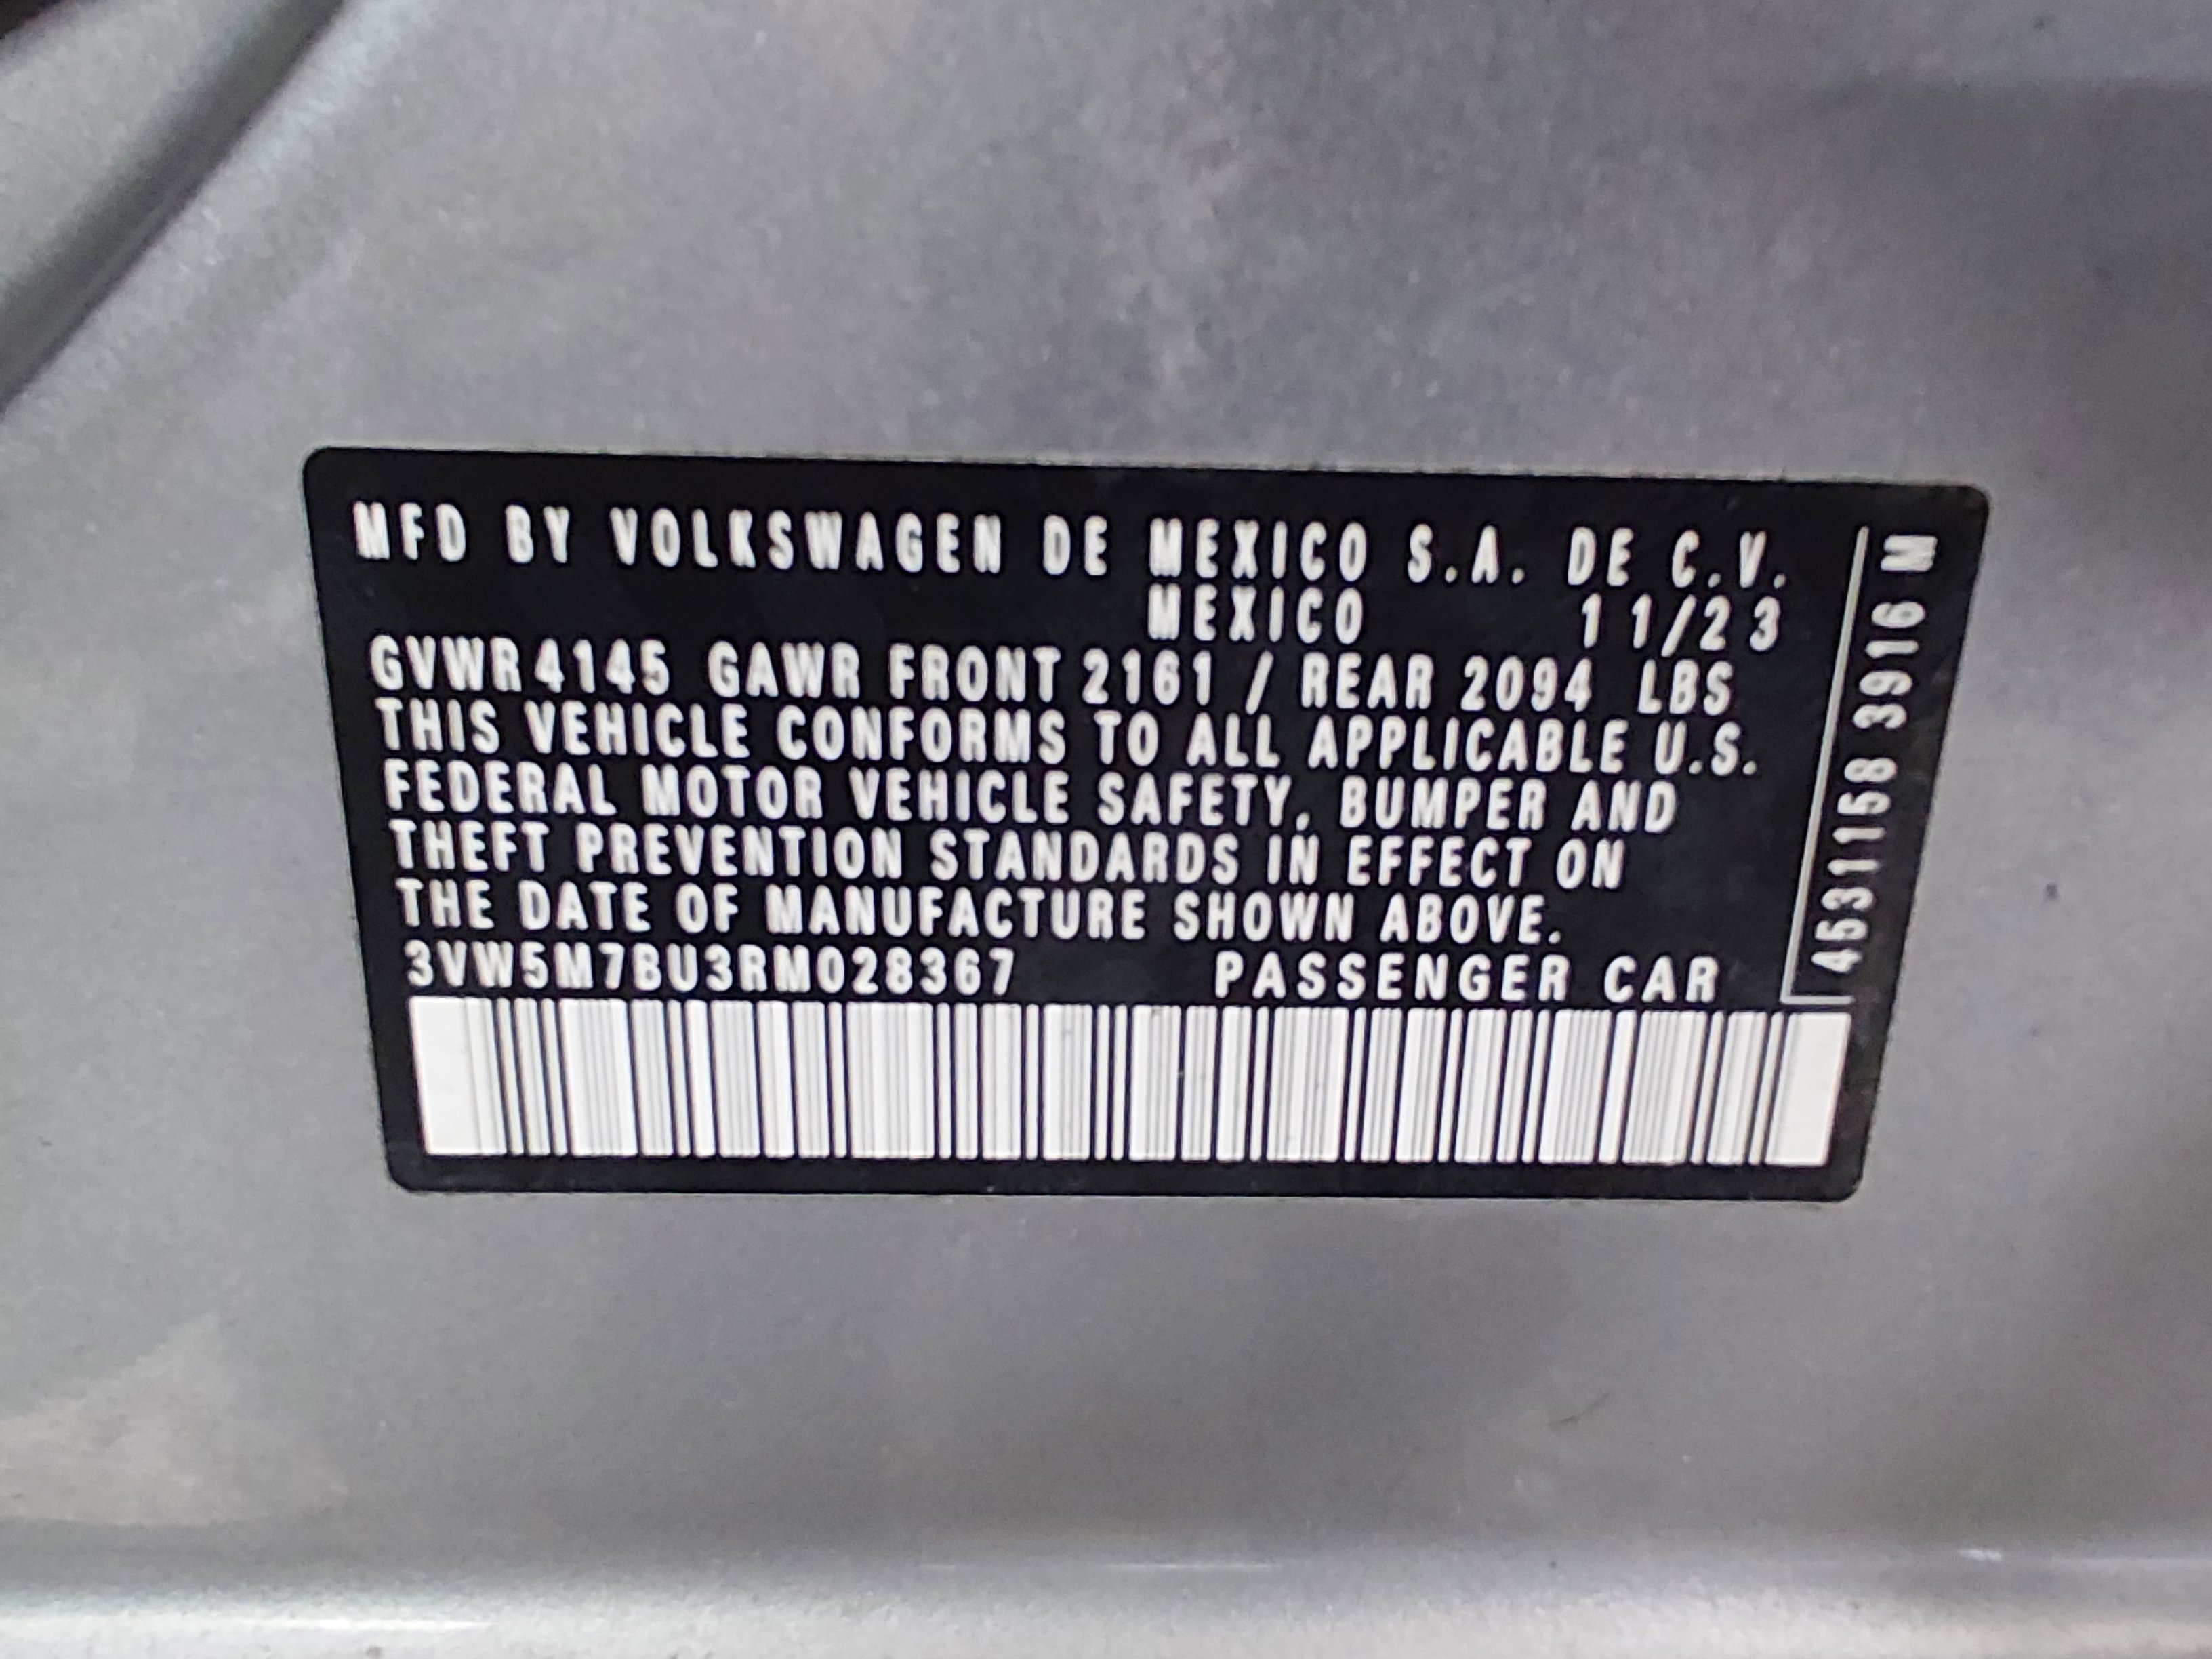 MFD BY VOLKSWAGEN DE MEXICO S.A. DE C.V.
MEXICO 11/23
GVWR 4145 GAWR FRONT 2161 / REAR 2094 LBS
THIS VEHICLE CONFORMS TO ALL APPLICABLE U.S.
FEDERAL MOTOR VEHICLE SAFETY, BUMPER AND
THEFT PREVENTION STANDARDS IN EFFECT ON
THE DATE OF MANUFACTURE SHOWN ABOVE.
3VW5M7BU3RM028367 PASSENGER CAR
4531158 3916 M